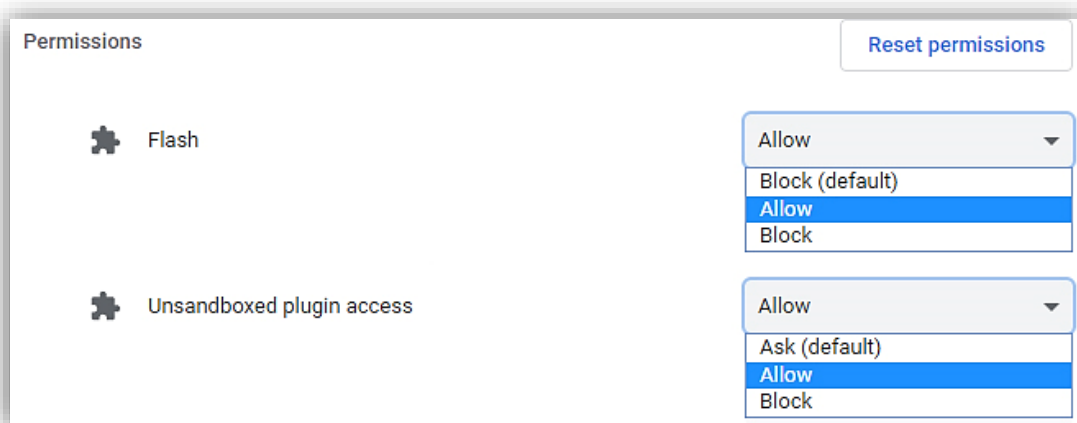 Permissions
Reset permissions
Flash
Allow
Block (default)
Allow
Block
Unsandboxed plugin access
Allow
Ask (default)
Allow
Block